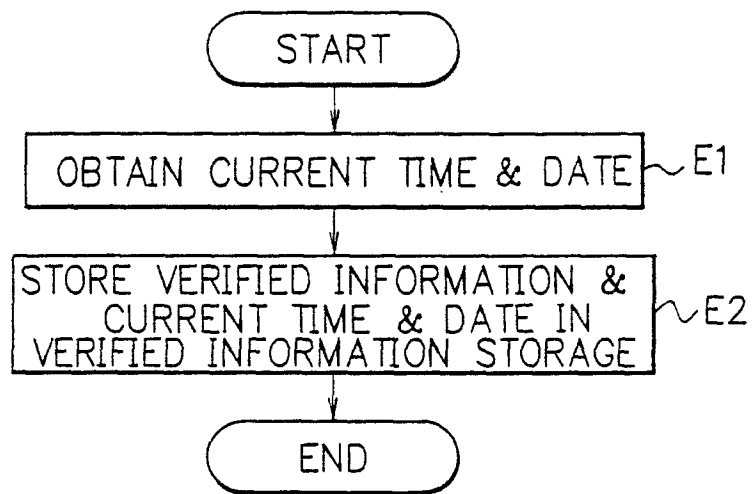 START
OBTAIN CURRENT TIME & DATE
E1
STORE VERIFIED INFORMATION &
CURRENT TIME & DATE IN
VERIFIED INFORMATION STORAGE
E2
END